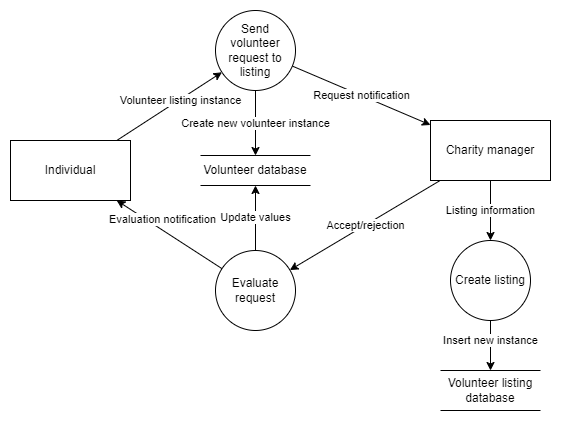 Send
volunteer
request to
listing
Volunteer listing instance
Request notification
Create new volunteer instance
Individual
Volunteer database
Charity manager
Evaluation notification
Update values
Accept/rejection
Listing information
Evaluate
request
Create listing
Insert new instance
Volunteer listing
database